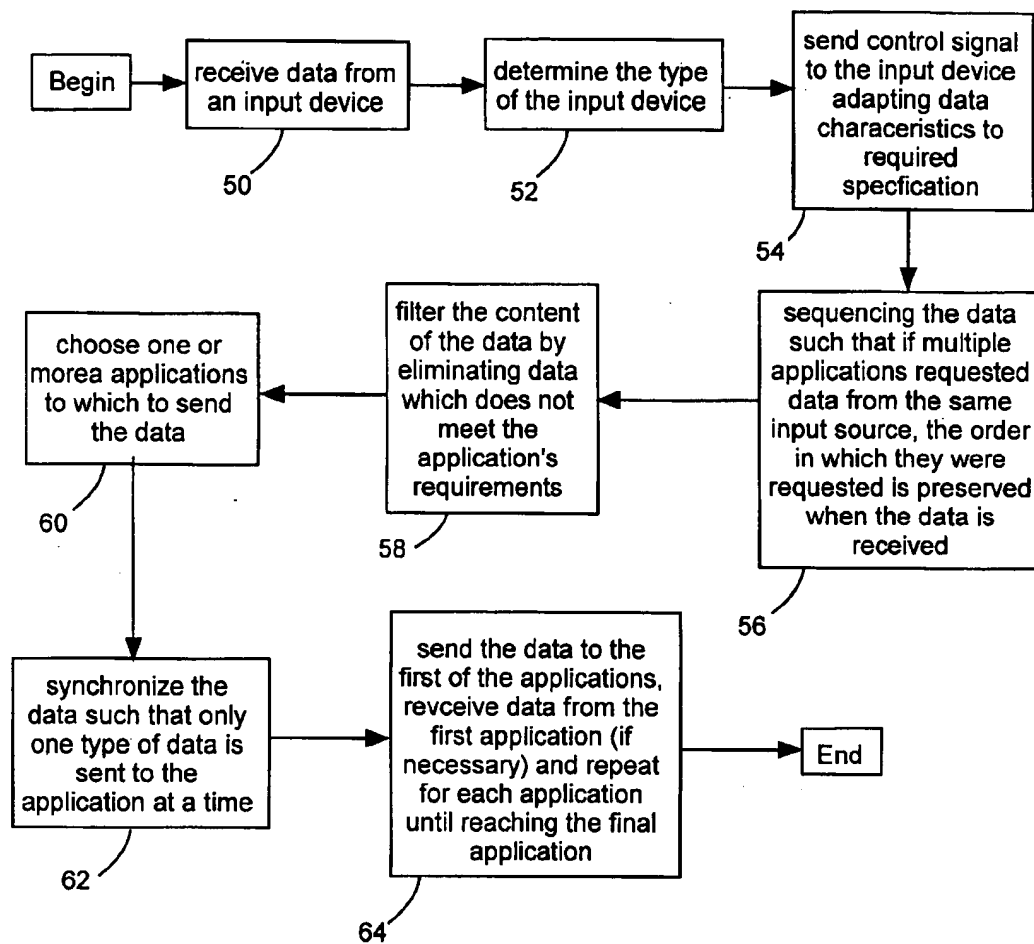 Begin
receive data from
an input device
50
determine the type
of the input device
52
send control signal
to the input device
adapting data
characeristics to
required
specfication
54
sequencing the data
such that if multiple
applications requested
data from the same
input source, the order
in which they were
requested is preserved
when the data is
received
56
filter the content
of the data by
eliminating data
which does not
meet the
application's
requirements
58
choose one or
morea applications
to which to send
the data
60
synchronize the
data such that only
one type of data is
sent to the
application at a time
62
send the data to the
first of the applications,
revceive data from the
first application (if
necessary) and repeat
for each application
until reaching the final
application
64
End